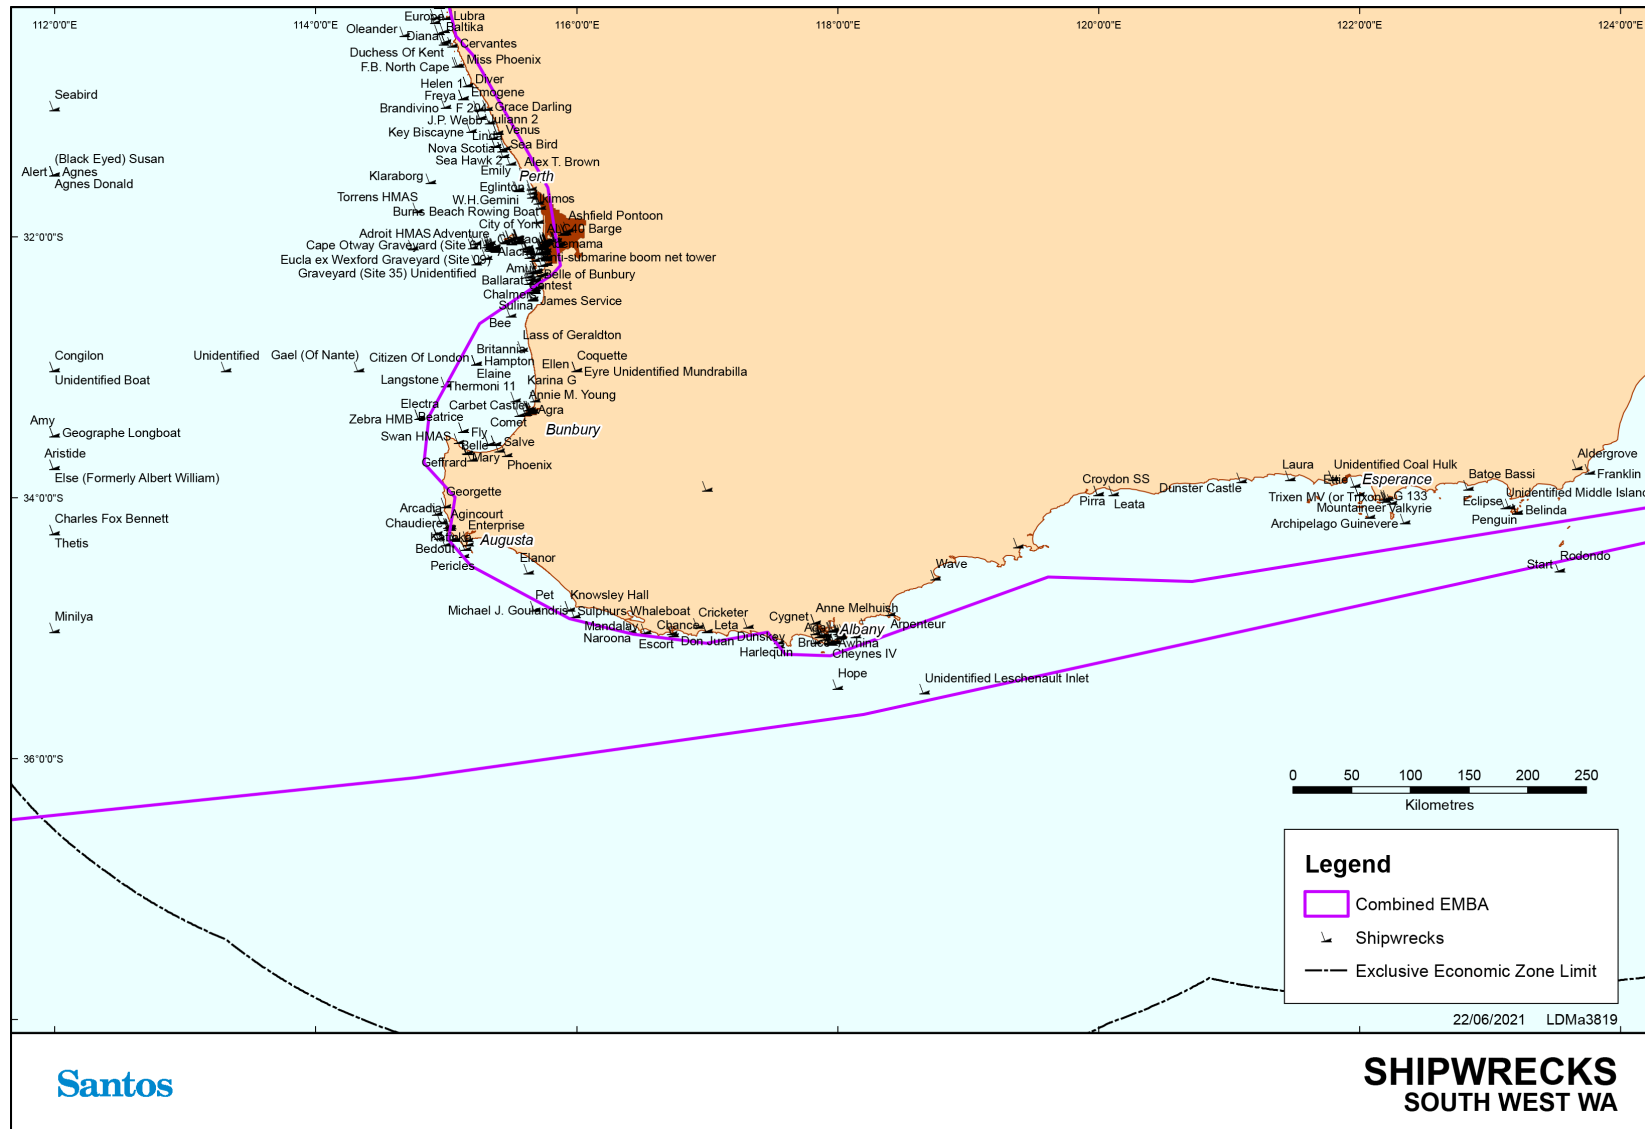 112°0'0"E
114°0'0"E
116°0'0"E
118°0'0"E
120°0'0"E
122°0'0"E
124°0'0"E
Europe
Lubra
Oleander
Baltika
Diana
Cervantes
Duchess Of Kent
Miss Phoenix
F.B. North Cape
Helen 1
Diver
Seabird
Freya
Emogene
Brandivino
F 204
Grace Darling
J.P. Webb
Juliann 2
Key Biscayne
Linda
Venus
Nova Scotia
Sea Bird
(Black Eyed) Susan
Sea Hawk 2
Alex T. Brown
Alert
Agnes
Emily
Agnes Donald
Klaraborg
Perth
Eglinton
Torrens HMAS
W.H.Gemini
Alkimos
Burns Beach Rowing Boat
Ashfield Pontoon
City of York
ALC40 Barge
32°0'0"S
Adroit HMAS
Adventure
Cape Otway Graveyard (Site
Eucla ex Wexford Graveyard (Site 09)
Anti-submarine boom net tower
Graveyard (Site 35) Unidentified
Belle of Bunbury
Ballarat
Chalmers
James Service
Sulina
Bee
Lass of Geraldton
Congilon
Unidentified
Gael (Of Nante)
Citizen Of London
Britannia
Hampton
Ellen
Coquette
Unidentified Boat
Elaine
Eyre Unidentified Mundrabilla
Langstone
Thermoni 11
Karina G
Annie M. Young
Electra
Carbet Castle
Agra
Amy
Zebra HMB
Beatrice
Comet
Geographe Longboat
Swan HMAS
Fly
Bunbury
Belle
Salve
Aristide
Geffrard
Mary
Phoenix
Else (Formerly Albert William)
34°0'0"S
Georgette
Croydon SS
Laura
Unidentified Coal Hulk
Batoe Bassi
Aldergrove
Franklin
Dunster Castle
Esperance
Pirra
Leata
Trixen MV (or Trixon)
G 133
Eclipse
Unidentified Middle Island
Arcadia
Agincourt
Mountaineer
Valkyrie
Belinda
Charles Fox Bennett
Chaudiere
Enterprise
Archipelago Guinevere
Penguin
Thetis
Augusta
Bedout
Pericles
Elanor
Wave
Rodondo
Start
Pet
Knowsley Hall
Minilya
Michael J. Goulandris
Sulphurs Whaleboat
Cricketer
Cygnet
Anne Melhuish
Mandalay
Chance
Leta
Albany
Arpenteur
Naroona
Escort
Don Juan
Dunskey
Bruce
Awhina
Harlequin
Cheynes IV
Hope
Unidentified Leschenault Inlet
36°0'0"S
0 50 100 150 200 250
Kilometres
Legend
Combined EMBA
Shipwrecks
Exclusive Economic Zone Limit
22/06/2021 LDMa3819
Santos
SHIPWRECKS
SOUTH WEST WA